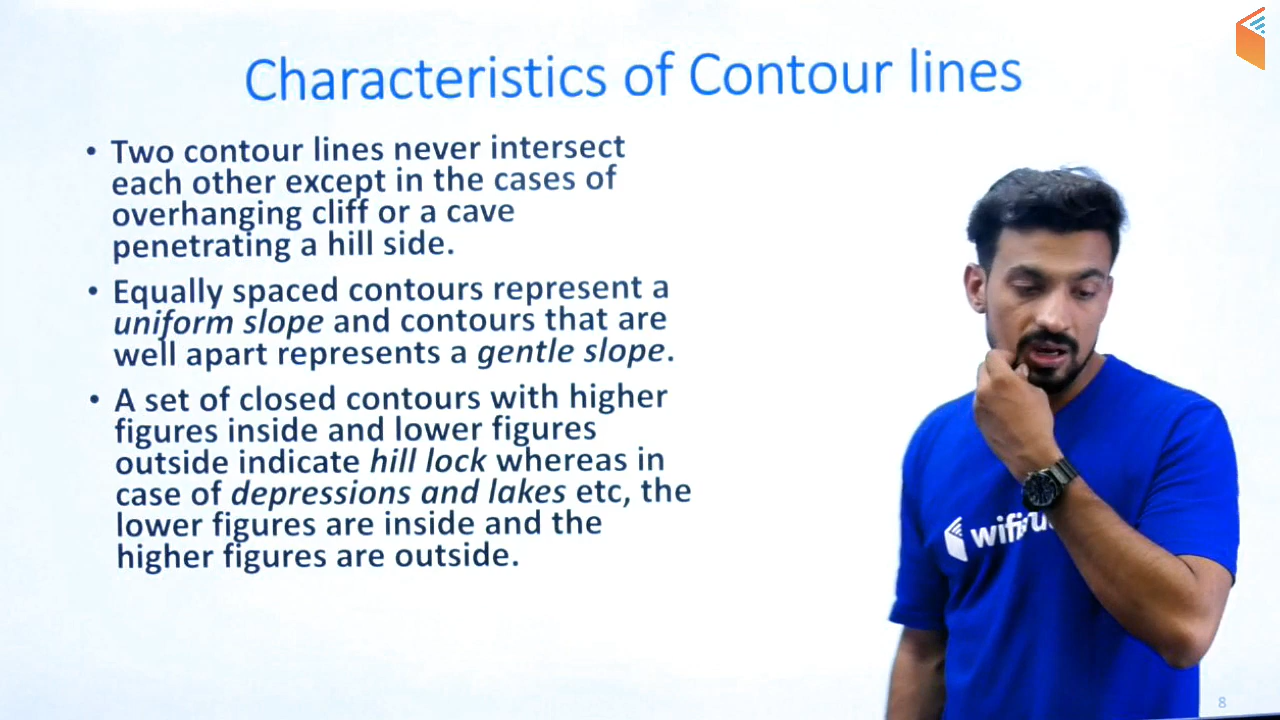 Characteristics of Contour lines
• Two contour lines never intersect
each other except in the cases of
overhanging cliff or a cave
penetrating a hill side.
• Equally spaced contours represent a
uniform slope and contours that are
well apart represents a gentle slope.
• A set of closed contours with higher
figures inside and lower figures
outside indicate hill lock whereas in
case of depressions and lakes etc, the
lower figures are inside and the
higher figures are outside.
8